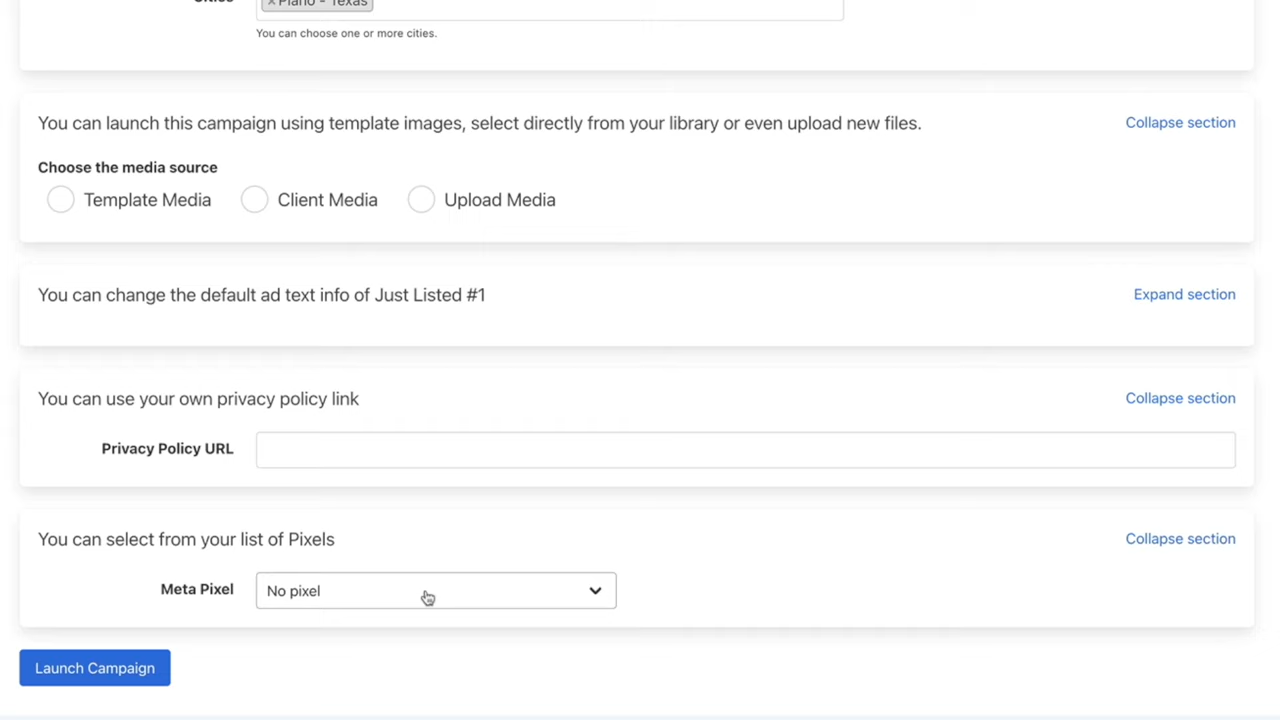 Cities
×Plano - Texas
You can choose one or more cities.
You can launch this campaign using template images, select directly from your library or even upload new files.
Collapse section
Choose the media source
Template Media
Client Media
Upload Media
You can change the default ad text info of Just Listed #1
Expand section
You can use your own privacy policy link
Collapse section
Privacy Policy URL
You can select from your list of Pixels
Collapse section
Meta Pixel
No pixel
Launch Campaign